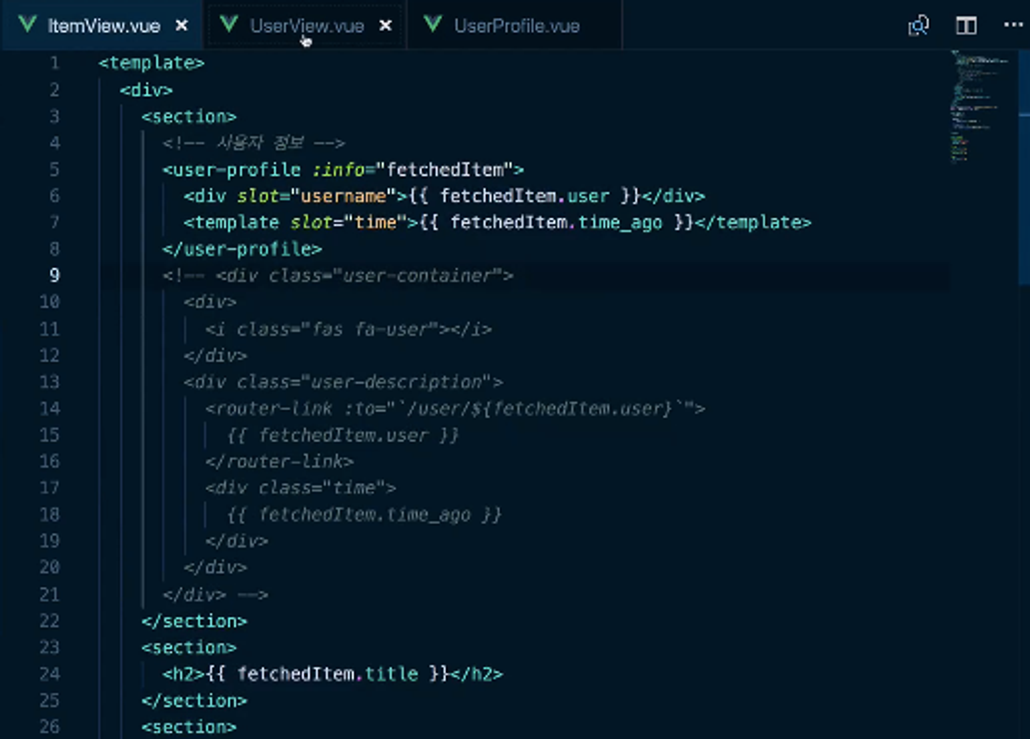 ItemView.vue × UserView.vue × UserProfile.vue
1 <template>
2 <div>
3 <section>
4 <!-- 사용자 정보 -->
5 <user-profile :info="fetchedItem">
6 <div slot="username">{{ fetchedItem.user }}</div>
7 <template slot="time">{{ fetchedItem.time_ago }}</template>
8 </user-profile>
9 <!-- <div class="user-container">
10 <div>
11 <i class="fas fa-user"></i>
12 </div>
13 <div class="user-description">
14 <router-link :to="`/user/${fetchedItem.user}`">
15 {{ fetchedItem.user }}
16 </router-link>
17 <div class="time">
18 {{ fetchedItem.time_ago }}
19 </div>
20 </div>
21 </div> -->
22 </section>
23 <section>
24 <h2>{{ fetchedItem.title }}</h2>
25 </section>
26 <section>